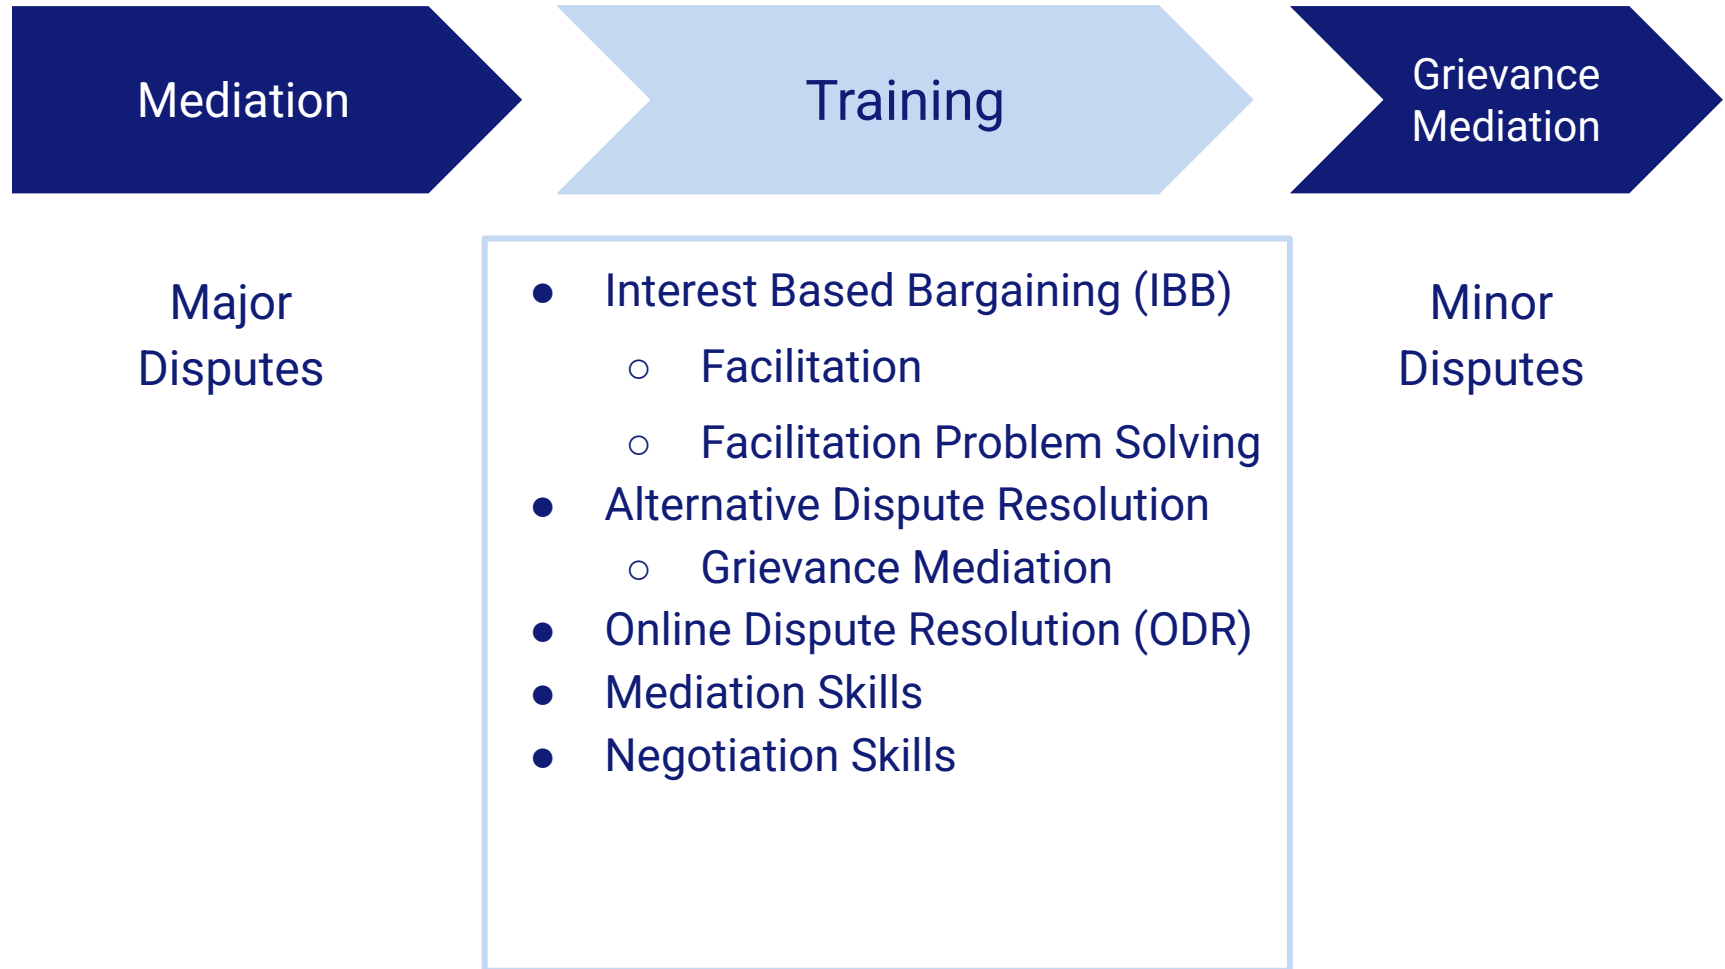 Mediation
Training
Grievance
Mediation
Major
Disputes
● Interest Based Bargaining (IBB)
○ Facilitation
○ Facilitation Problem Solving
● Alternative Dispute Resolution
○ Grievance Mediation
● Online Dispute Resolution (ODR)
● Mediation Skills
● Negotiation Skills
Minor
Disputes